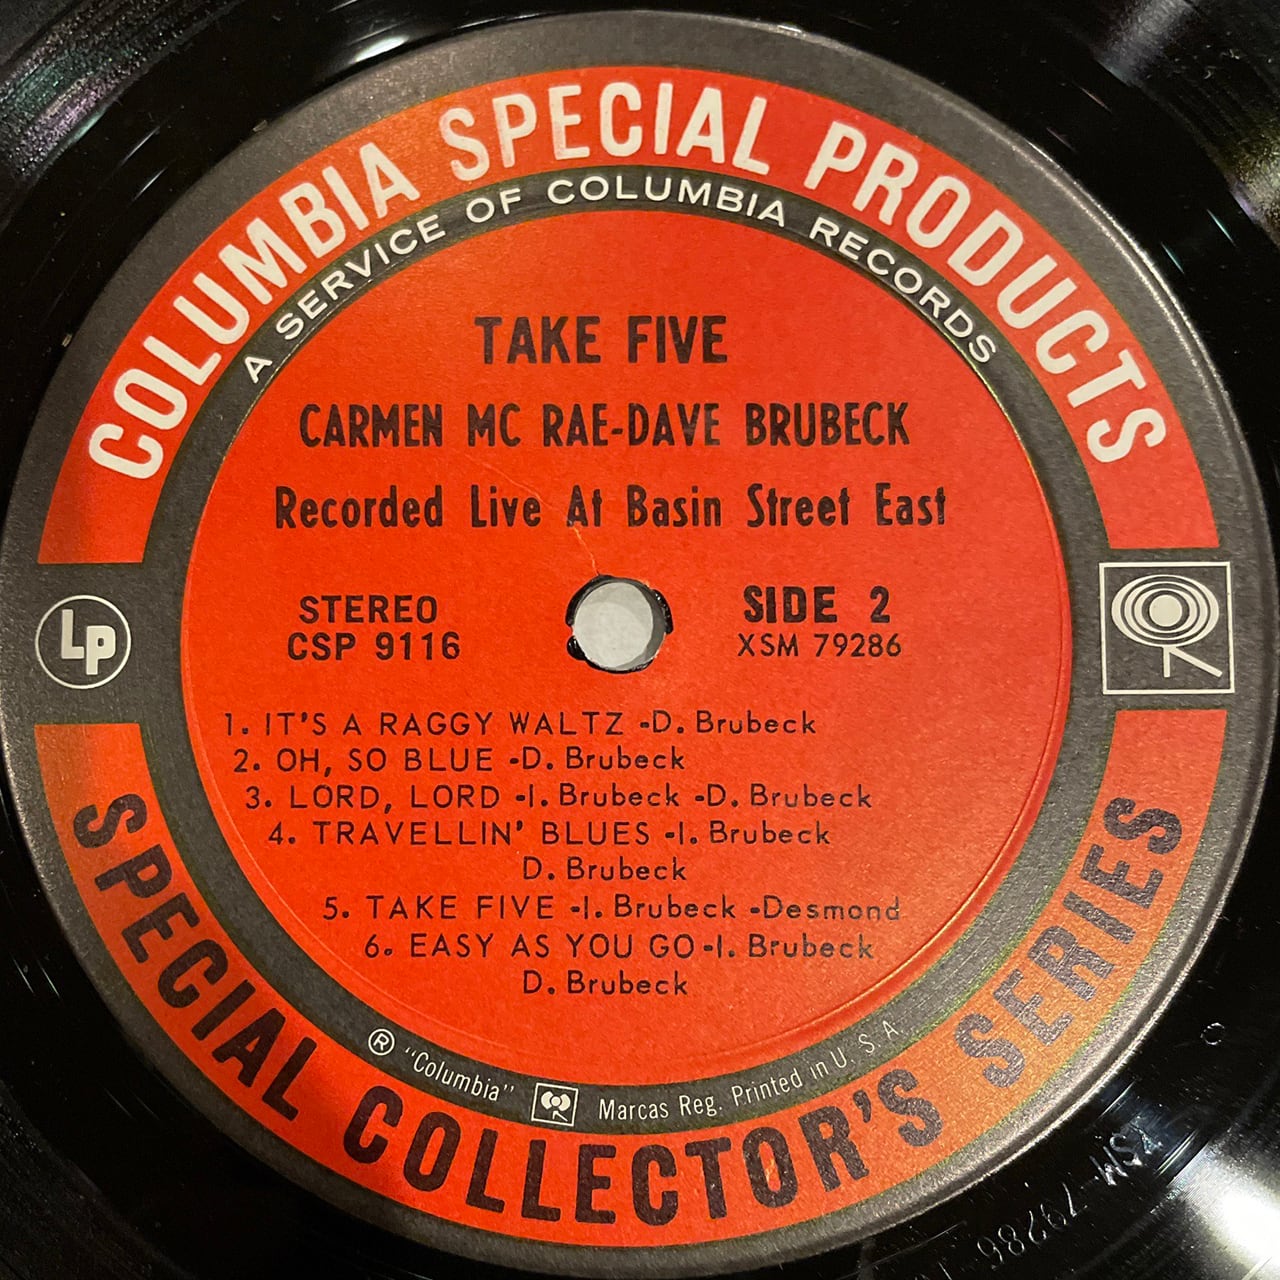 COLUMBIA SPECIAL PRODUCTS
A SERVICE OF COLUMBIA RECORDS
TAKE FIVE
CARMEN MC RAE-DAVE BRUBECK
Recorded Live At Basin Street East
STEREO
CSP 9116
SIDE 2
XSM 79286
Lp
1. IT'S A RAGGY WALTZ -D. Brubeck
2. OH, SO BLUE -D. Brubeck
3. LORD, LORD -I. Brubeck -D. Brubeck
4. TRAVELLIN' BLUES -I. Brubeck
D. Brubeck
5. TAKE FIVE -I. Brubeck -Desmond
6. EASY AS YOU GO-I. Brubeck
D. Brubeck
® "Columbia" Marcas Reg. Printed in U. S. A.
SPECIAL COLLECTOR'S SERIES
XSM-79286